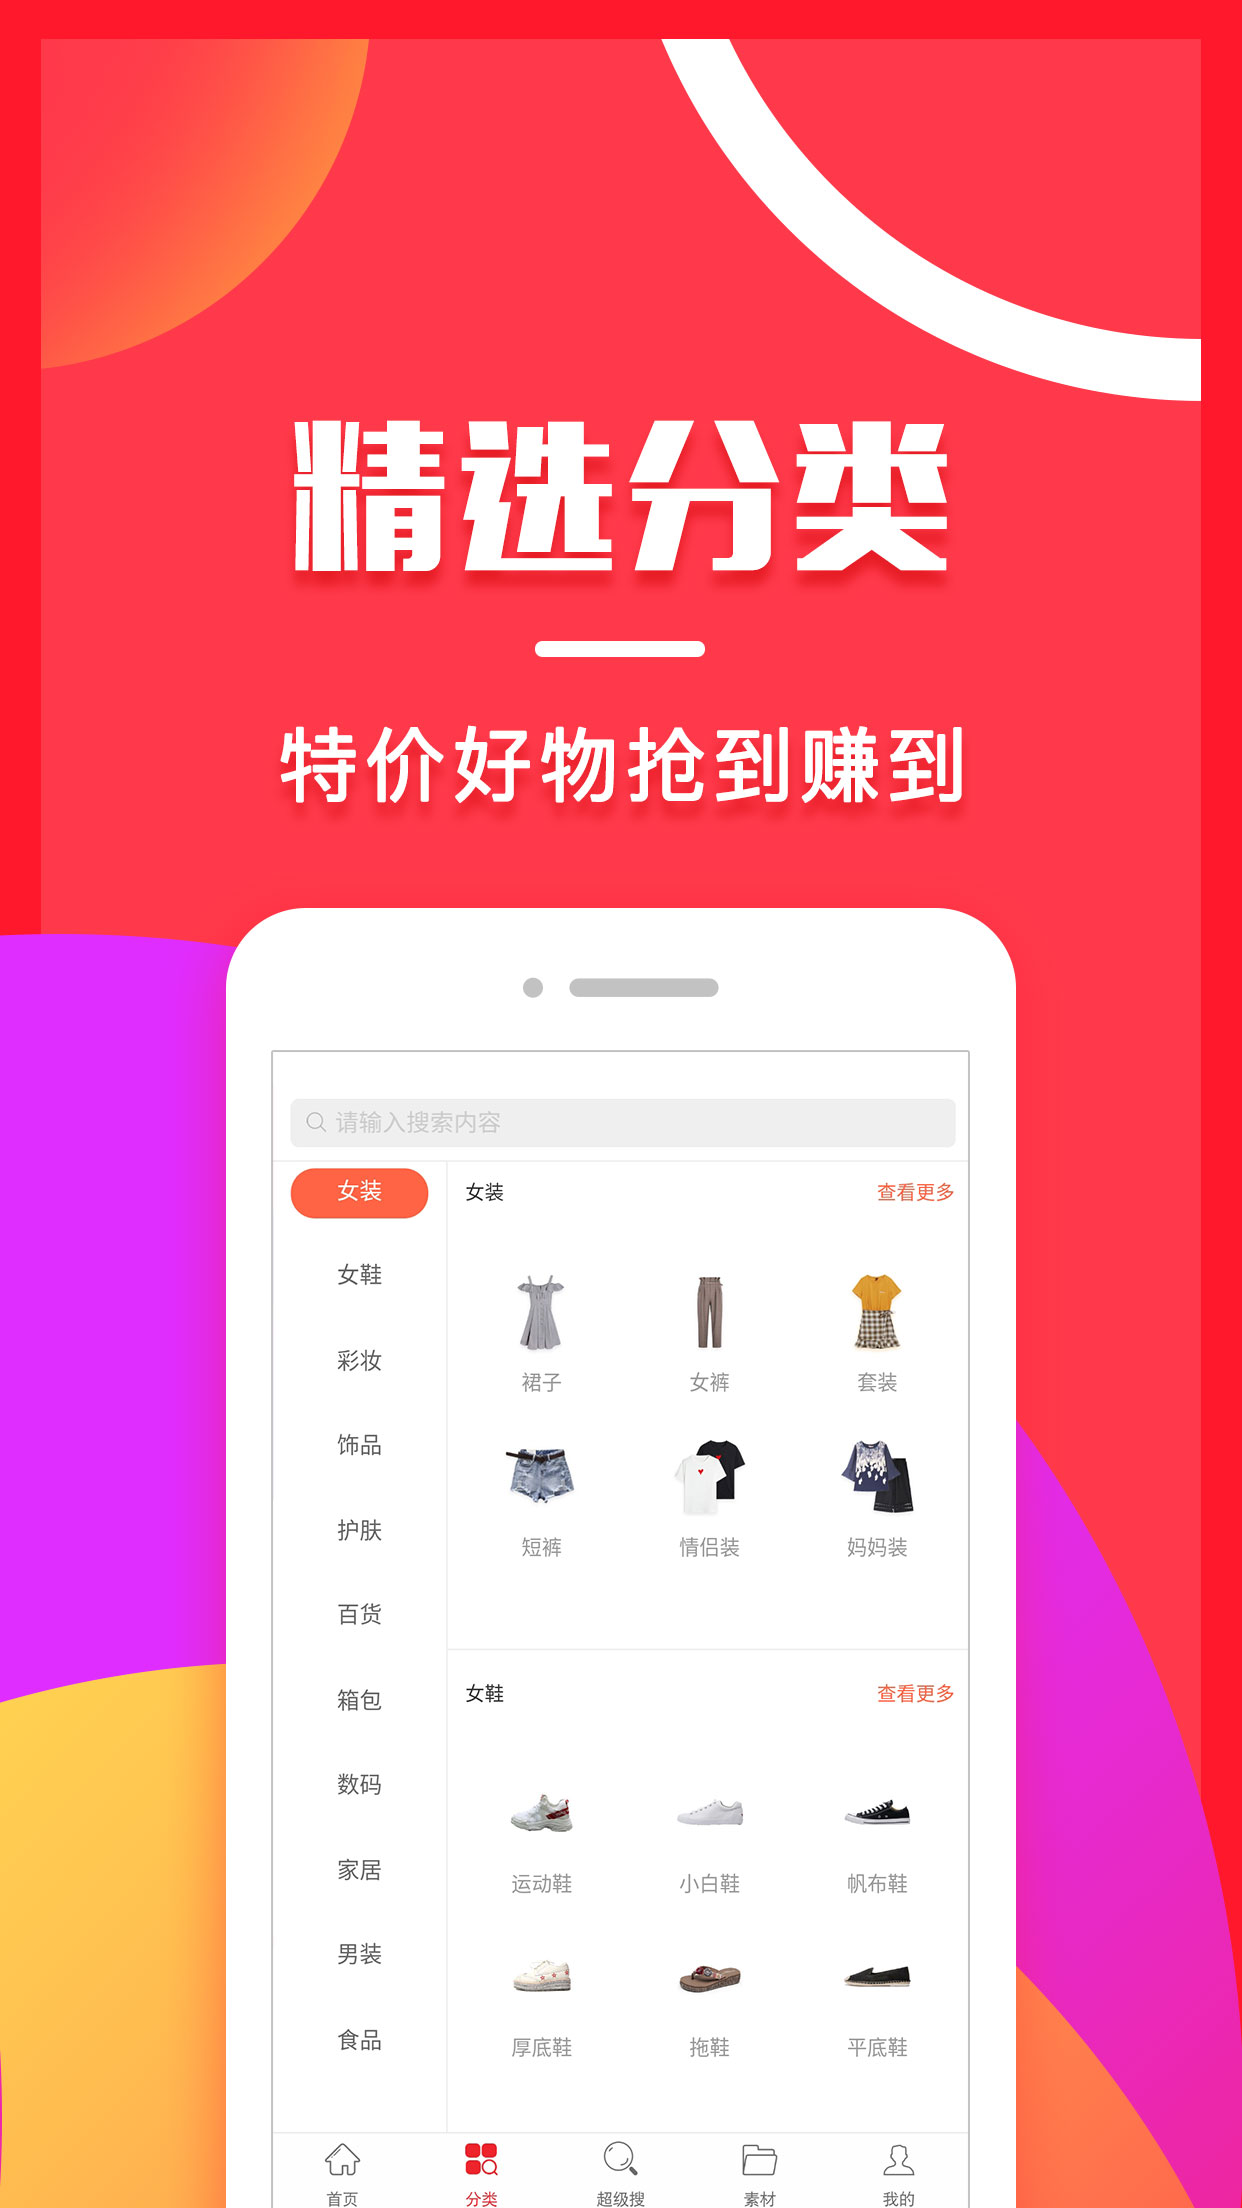 精选分类
特价好物抢到赚到
请输入搜索内容
女装
女鞋
彩妆
饰品
护肤
百货
箱包
数码
家居
男装
食品
女装 查看更多
裙子 女裤 套装
短裤 情侣装 妈妈装
女鞋 查看更多
运动鞋 小白鞋 帆布鞋
厚底鞋 拖鞋 平底鞋
首页 分类 超级搜 素材 我的